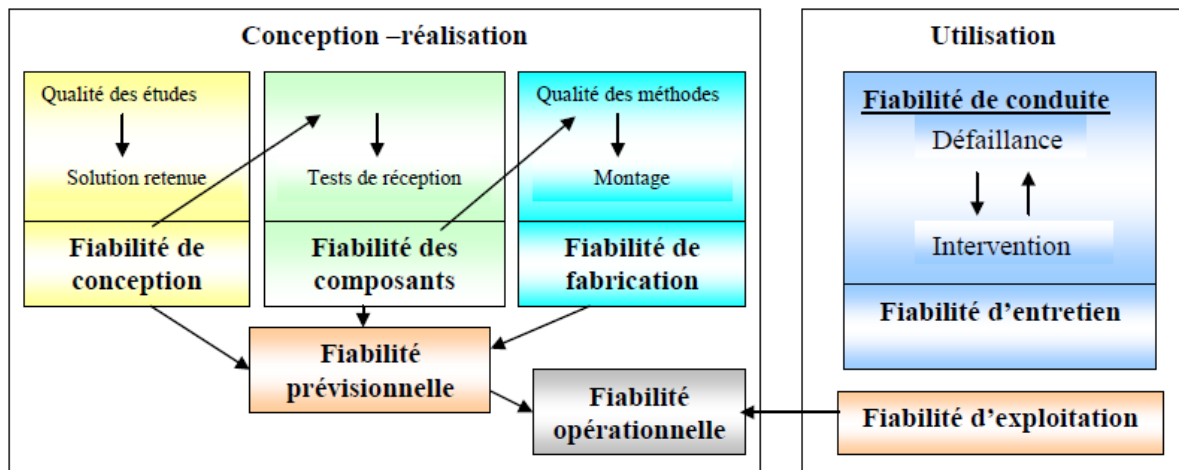 Conception –réalisation
Qualité des études
Solution retenue
Fiabilité de
conception
Tests de réception
Fiabilité des
composants
Qualité des méthodes
Montage
Fiabilité de
fabrication
Fiabilité
prévisionnelle
Fiabilité
opérationnelle
Utilisation
Fiabilité de conduite
Défaillance
Intervention
Fiabilité d’entretien
Fiabilité d’exploitation